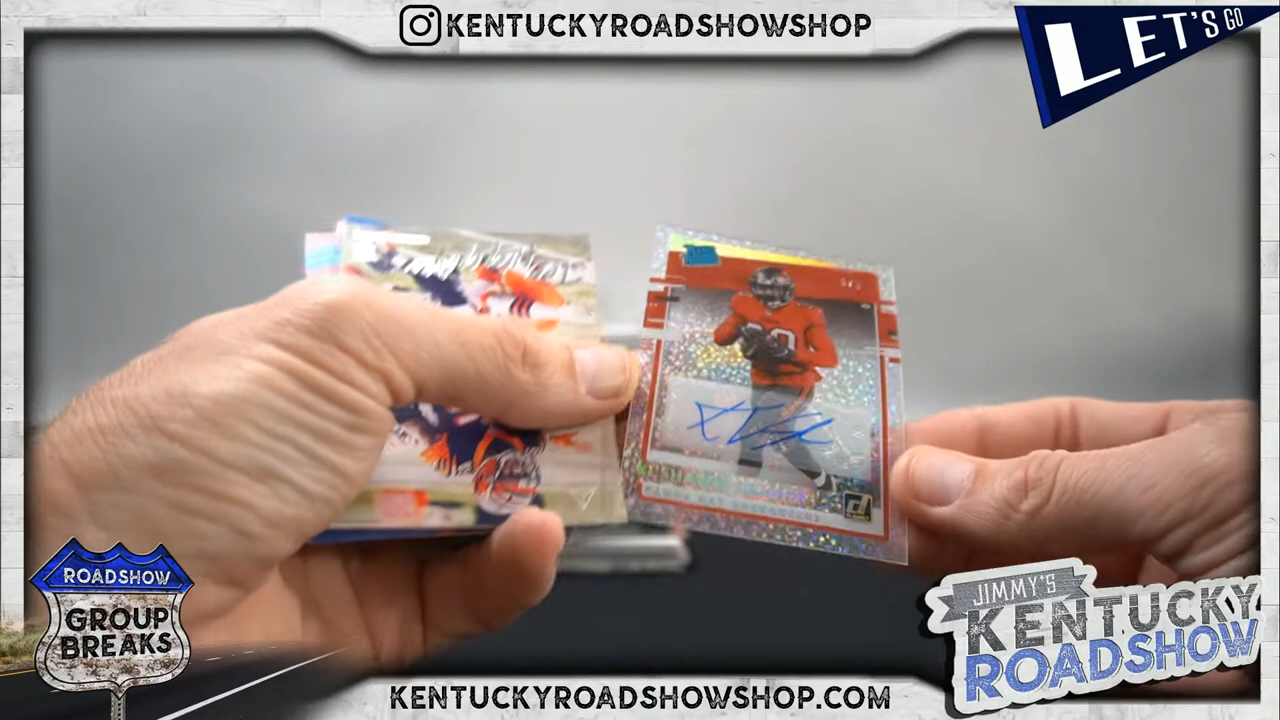 KENTUCKYROADSHOWSHOP
LET'S GO
ROADSHOW
GROUP
BREAKS
JIMMY'S
KENTUCKY
ROADSHOW
KENTUCKYROADSHOWSHOP.COM